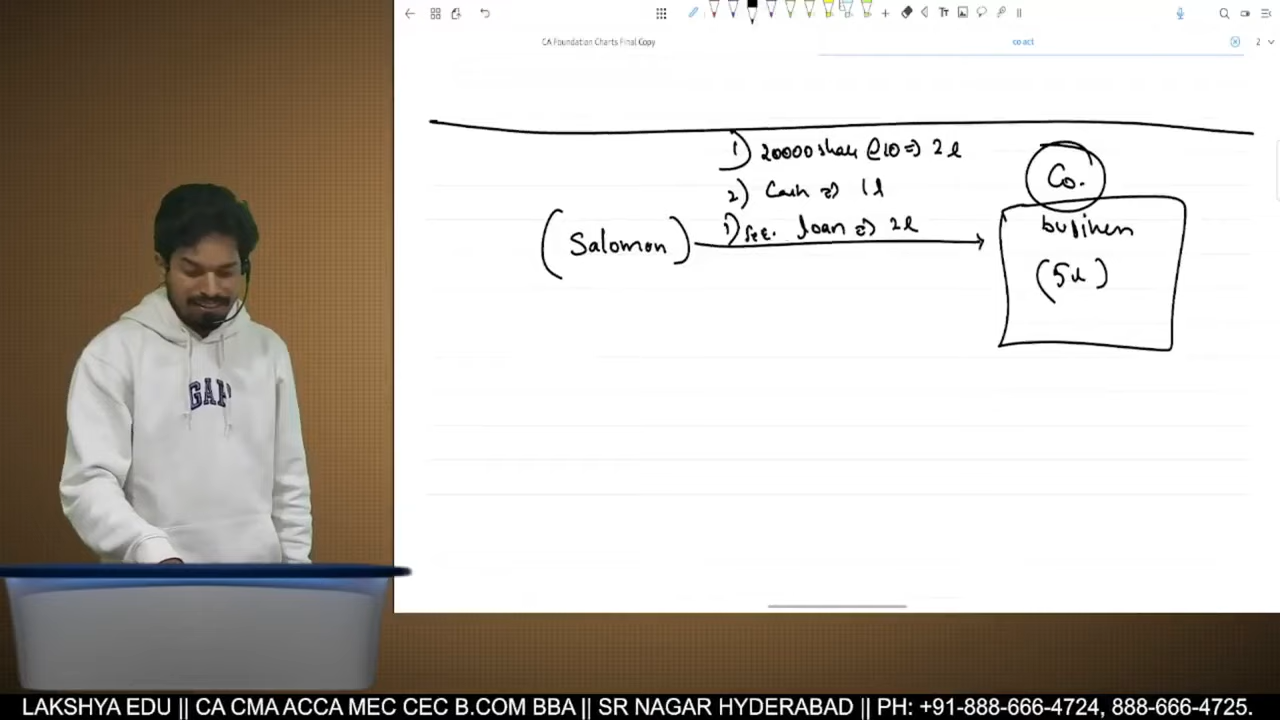 CA Foundation Charts Final Copy
co act
2
1) 20000 share @ 10 => 2 l
2) Cash => 1 l
(Salomon)
3) Sec. loan => 2 l
Co.
business
(5 l)
GAP
LAKSHYA EDU || CA CMA ACCA MEC CEC B.COM BBA || SR NAGAR HYDERABAD || PH: +91-888-666-4724, 888-666-4725.